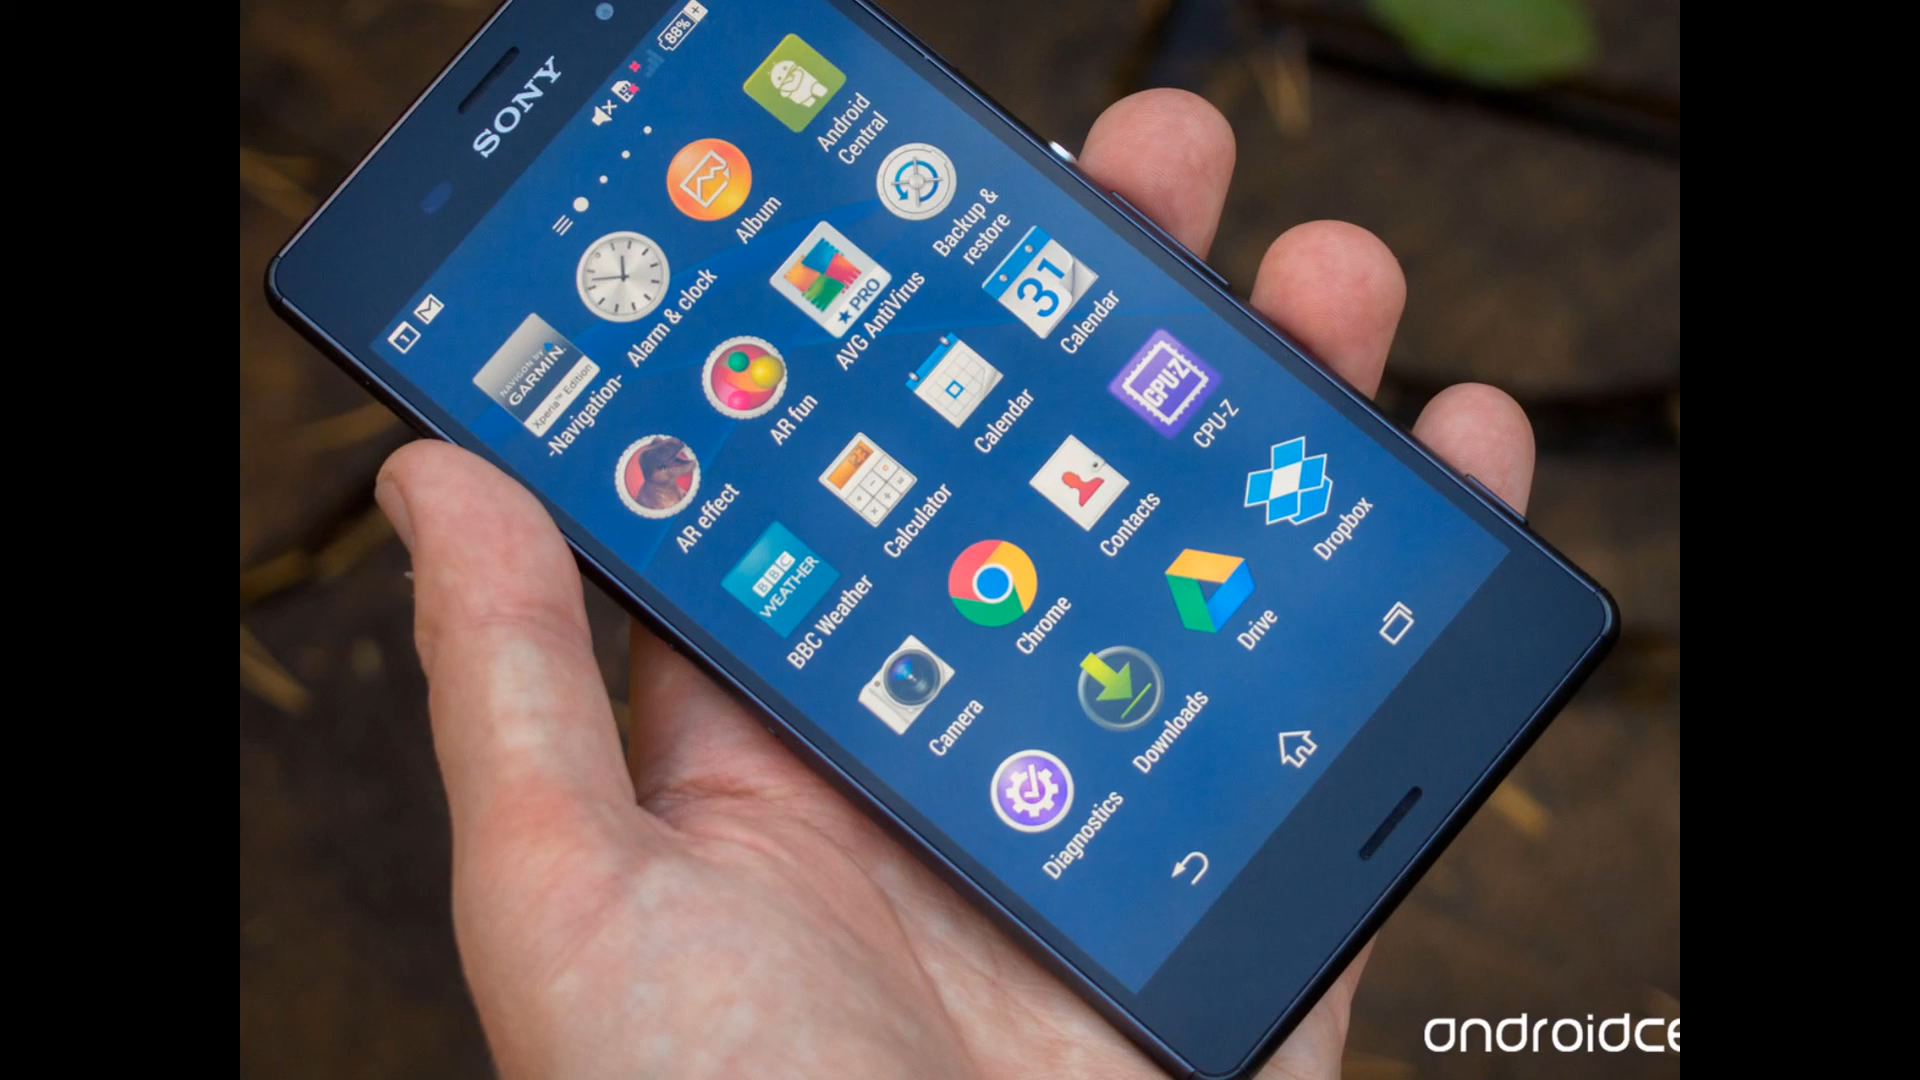 SONY
88%
1
NAVIGON BY
GARMIN.
Xperia™ Edition
-Navigation-
Alarm & clock
Album
Android
Central
AR effect
AR fun
PRO
AVG AntiVirus
Backup &
restore
BBC
WEATHER
BBC Weather
Calculator
Calendar
31
Calendar
Camera
Chrome
Contacts
CPU-Z
CPU-Z
Diagnostics
Downloads
Drive
Dropbox
androidce